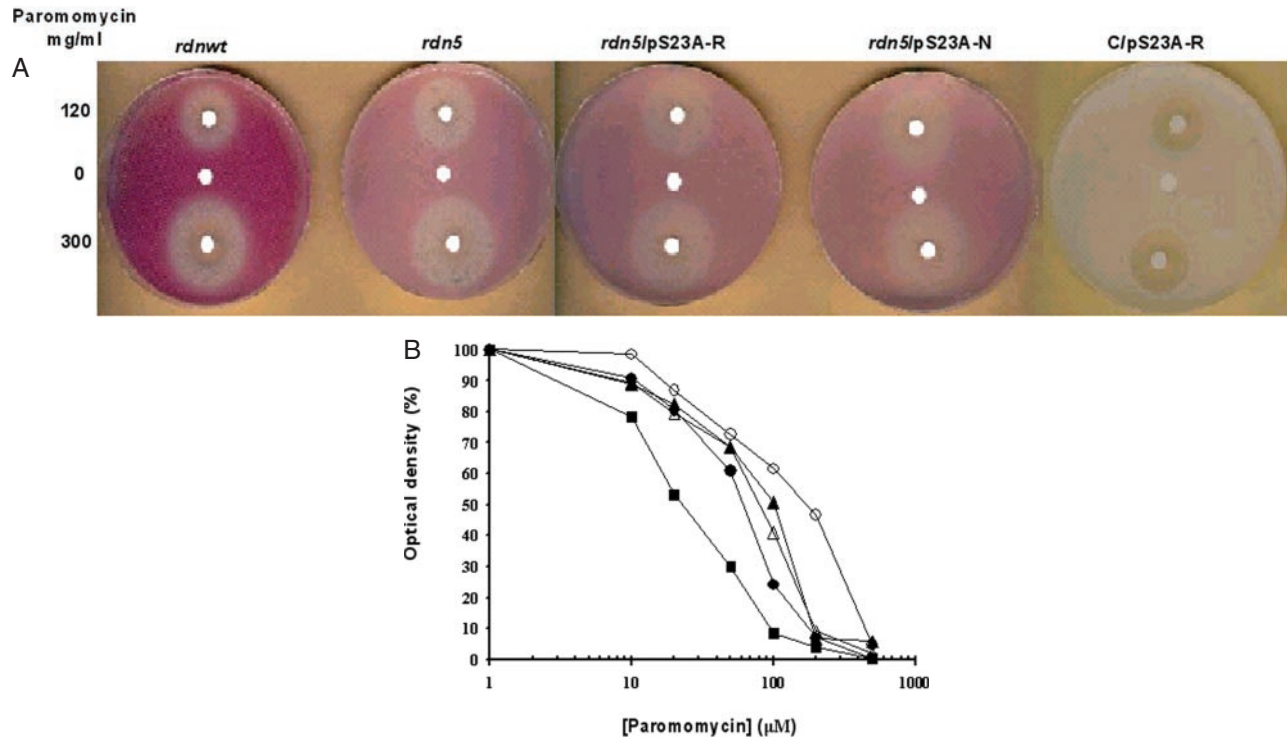 Paromomycin
mg/ml
rdnwt
rdn5
rdn5/pS23A-R
rdn5/pS23A-N
C/pS23A-R
A
120
0
300
B
100
90
80
70
60
50
40
30
20
10
0
Optical density (%)
1
10
100
1000
[Paromomycin] (µM)